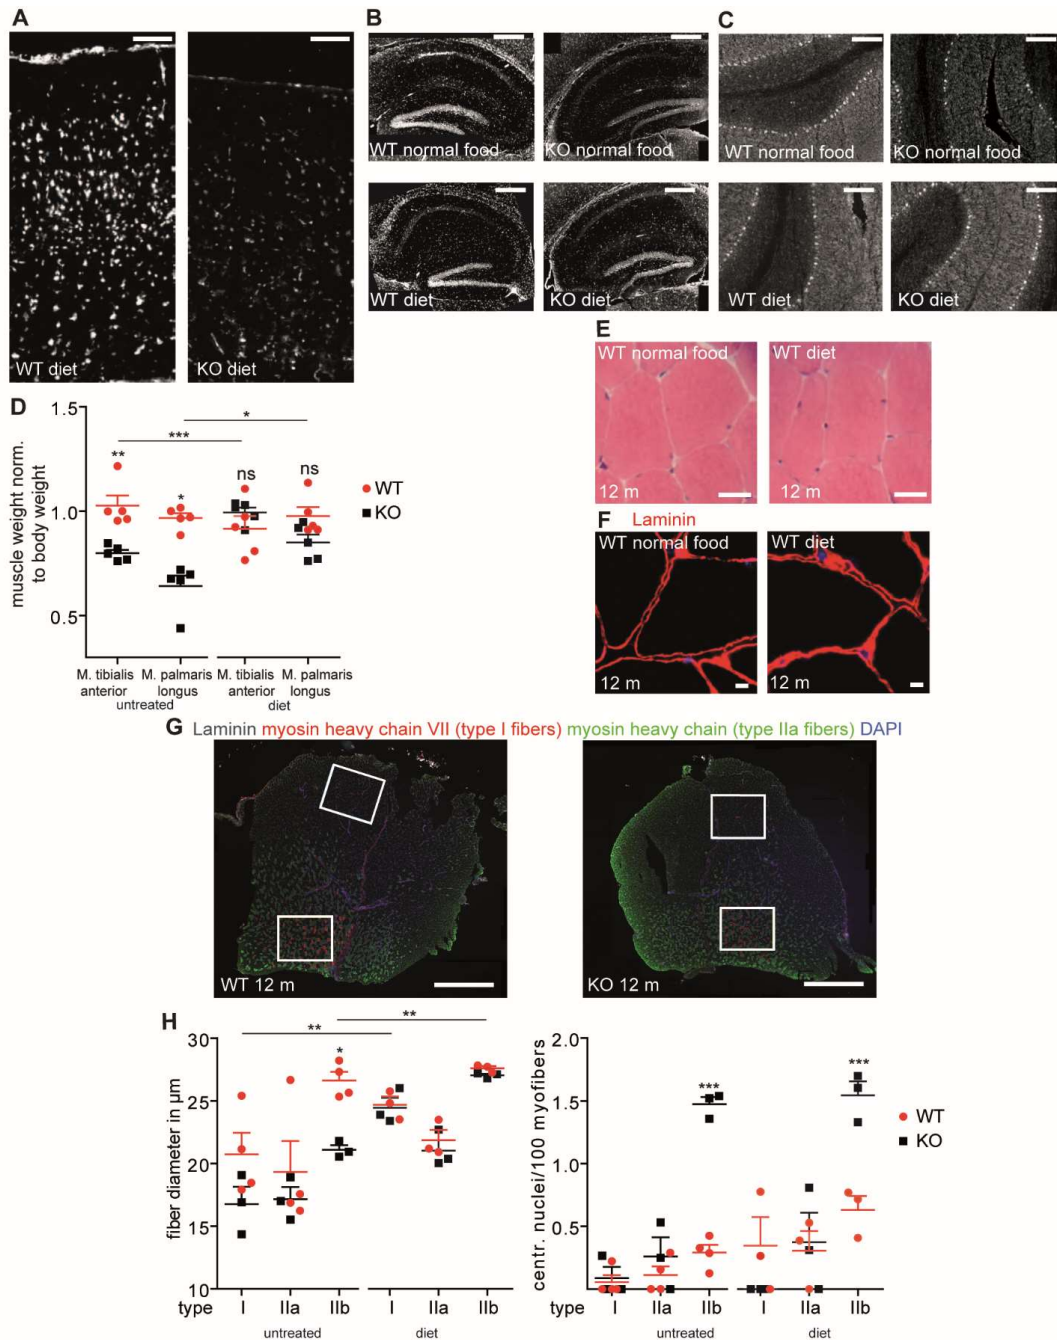 A
WT diet
KO diet
B
WT normal food
KO normal food
WT diet
KO diet
C
WT normal food
KO normal food
WT diet
KO diet
D
muscle weight norm.
to body weight
1.5
1.0
0.5
**
***
*
*
ns
ns
WT
KO
M. tibialis
anterior
M. palmaris
longus
M. tibialis
anterior
M. palmaris
longus
untreated
diet
E
WT normal food
12 m
WT diet
12 m
F
Laminin
WT normal food
12 m
WT diet
12 m
G
Laminin myosin heavy chain VII (type I fibers) myosin heavy chain (type IIa fibers) DAPI
WT 12 m
KO 12 m
H
fiber diameter in µm
30
25
20
15
10
**
**
*
type I IIa IIb I IIa IIb
untreated diet
centr. nuclei/100 myofibers
2.0
1.5
1.0
0.5
***
***
WT
KO
type I IIa IIb I IIa IIb
untreated diet